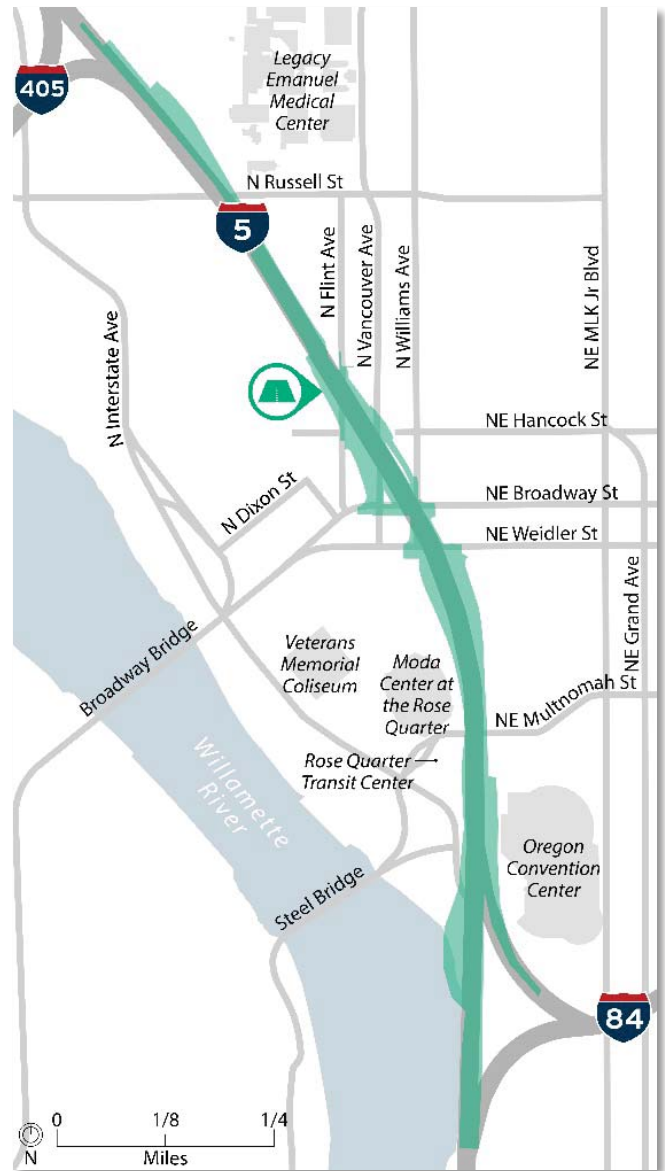 Legacy
Emanuel
Medical
Center
405
N Russell St
5
N Flint Ave
N Vancouver Ave
N Williams Ave
NE MLK Jr Blvd
N Interstate Ave
NE Hancock St
N Dixon St
NE Broadway St
NE Weidler St
NE Grand Ave
Broadway Bridge
Veterans
Memorial
Coliseum
Moda
Center at
the Rose
Quarter
NE Multnomah St
Rose Quarter
Transit Center
Willamette
River
Oregon
Convention
Center
Steel Bridge
84
0 1/8 1/4
Miles
N